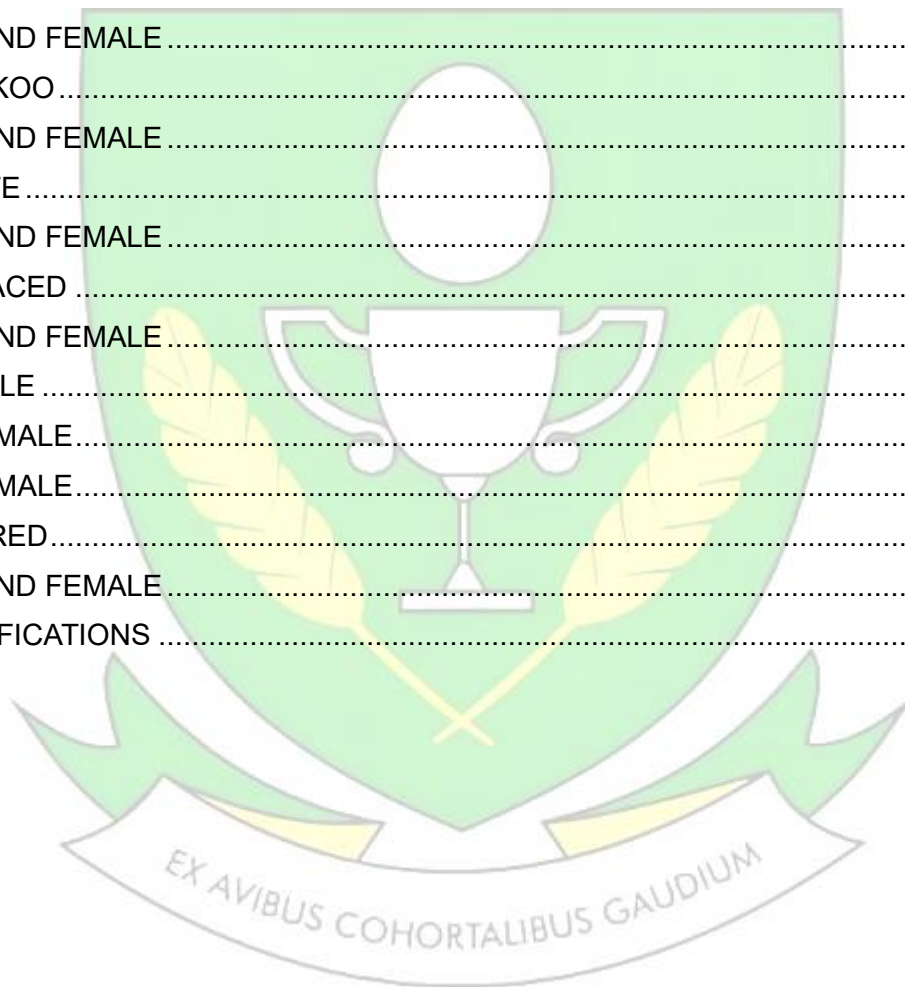 ND FEMALE
KOO
ND FEMALE
E
ND FEMALE
ACED
ND FEMALE
LE
MALE
MALE
RED
ND FEMALE
FICATIONS
EX AVIBUS COHORTALIBUS GAUDIUM